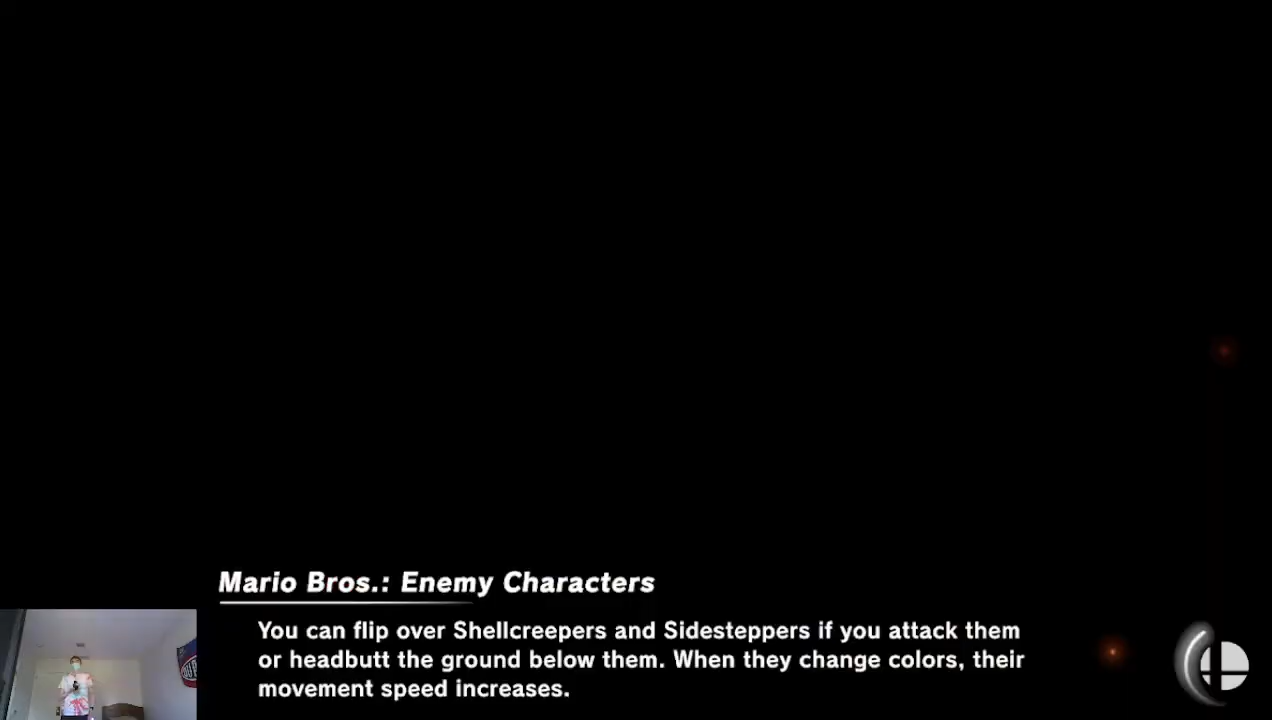 Mario Bros.: Enemy Characters
You can flip over Shellcreepers and Sidesteppers if you attack them
or headbutt the ground below them. When they change colors, their
movement speed increases.